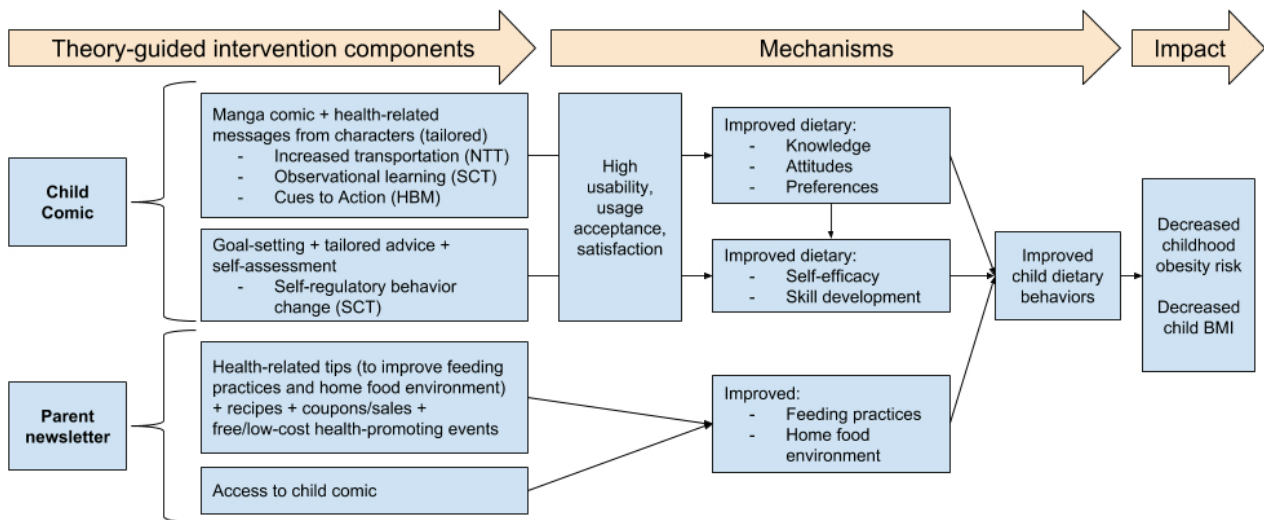 Theory-guided intervention components
Mechanisms
Impact
Child
Comic
Manga comic + health-related
messages from characters (tailored)
- Increased transportation (NTT)
- Observational learning (SCT)
- Cues to Action (HBM)
Goal-setting + tailored advice +
self-assessment
- Self-regulatory behavior
change (SCT)
High
usability,
usage
acceptance,
satisfaction
Improved dietary:
- Knowledge
- Attitudes
- Preferences
Improved dietary:
- Self-efficacy
- Skill development
Improved
child dietary
behaviors
Decreased
childhood
obesity risk
Decreased
child BMI
Parent
newsletter
Health-related tips (to improve feeding
practices and home food environment)
+ recipes + coupons/sales +
free/low-cost health-promoting events
Access to child comic
Improved:
- Feeding practices
- Home food
environment